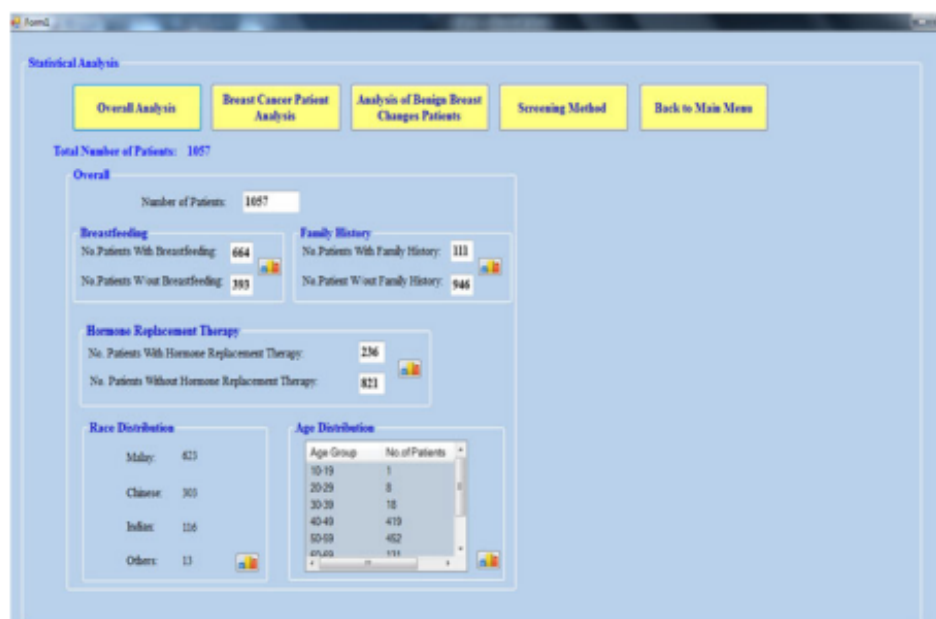 Form2
Statistical Analysis
Overall Analysis
Breast Cancer Patient
Analysis
Analysis of Benign Breast
Changes Patients
Screening Method
Back to Main Menu
Total Number of Patients: 1057
Overall
Number of Patients: 1057
Breastfeeding
No.Patients With Breastfeeding: 664
No.Patients W/out Breastfeeding: 393
Family History
No.Patients With Family History: 111
No.Patient W/out Family History: 946
Hormone Replacement Therapy
No. Patients With Hormone Replacement Therapy: 236
No. Patients Without Hormone Replacement Therapy: 821
Race Distribution
Malay: 623
Chinese:
Indian: 116
Others: 13
Age Distribution
Age Group No.of Patients
10-19 1
20-29 8
30-39 18
40-49 419
50-59 452
60-69